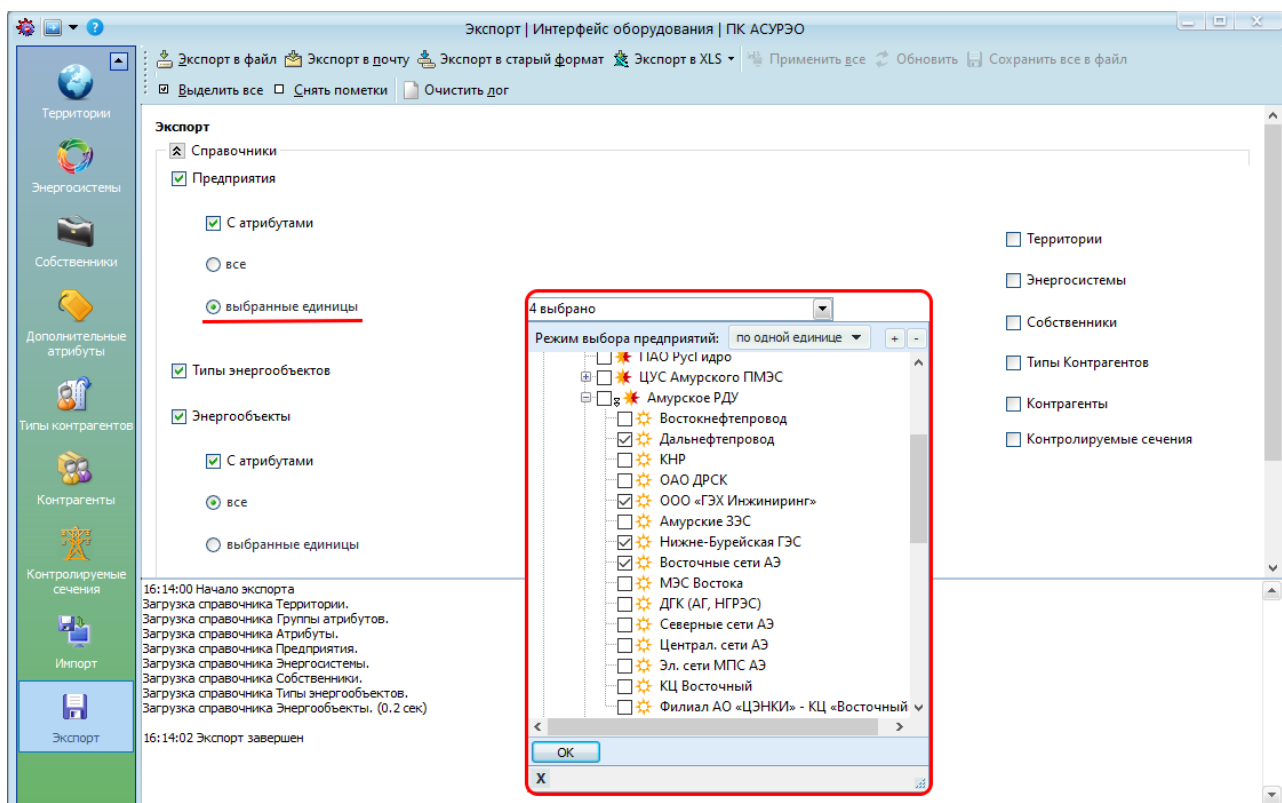 Экспорт | Интерфейс оборудования | ПК АСУРЭО
Экспорт в файл Экспорт в почту Экспорт в старый формат Экспорт в XLS Применить все Обновить Сохранить все в файл
Выделить все Снять пометки Очистить лог
Территории
Энергосистемы
Собственники
Дополнительные
атрибуты
Типы контрагентов
Контрагенты
Контролируемые
сечения
Импорт
Экспорт
Экспорт
Справочники
Предприятия
С атрибутами
все
выбранные единицы
Типы энергообъектов
Энергообъекты
С атрибутами
все
выбранные единицы
4 выбрано
Режим выбора предприятий: по одной единице + -
ПАО РусГидро
ЦУС Амурского ПМЭС
Амурское РДУ
Востокнефтепровод
Дальнефтепровод
КНР
ОАО ДРСК
ООО «ГЭХ Инжиниринг»
Амурские ЗЭС
Нижне-Бурейская ГЭС
Восточные сети АЭ
МЭС Востока
ДГК (АГ, НГРЭС)
Северные сети АЭ
Централ. сети АЭ
Эл. сети МПС АЭ
КЦ Восточный
Филиал АО «ЦЭНКИ» - КЦ «Восточный
OK
X
Территории
Энергосистемы
Собственники
Типы Контрагентов
Контрагенты
Контролируемые сечения
16:14:00 Начало экспорта
Загрузка справочника Территории.
Загрузка справочника Группы атрибутов.
Загрузка справочника Атрибуты.
Загрузка справочника Предприятия.
Загрузка справочника Энергосистемы.
Загрузка справочника Собственники.
Загрузка справочника Типы энергообъектов.
Загрузка справочника Энергообъекты. (0.2 сек)
16:14:02 Экспорт завершен